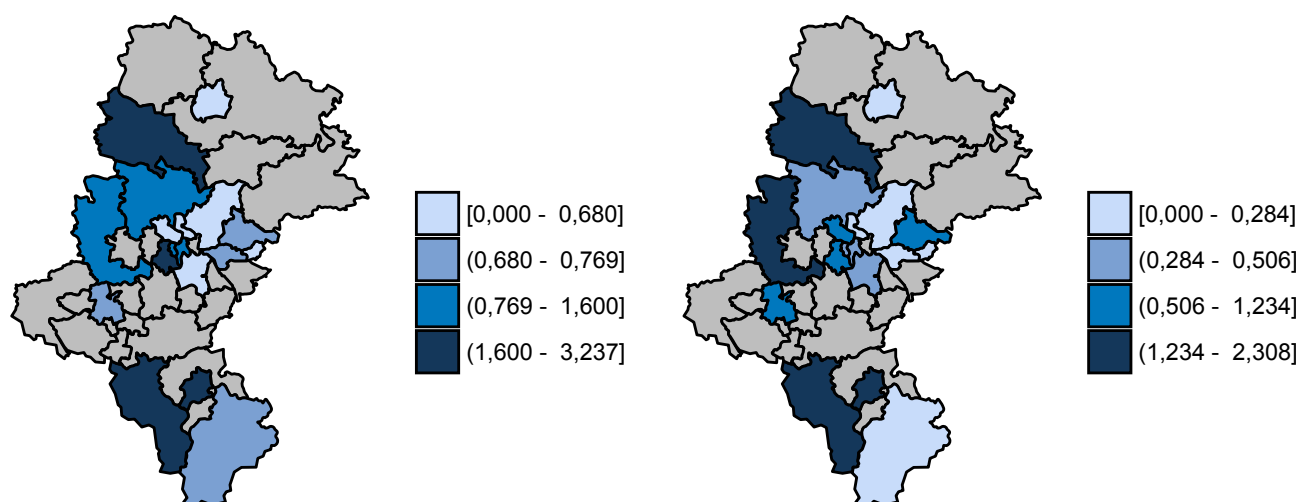 [0,000 - 0,680]
(0,680 - 0,769]
(0,769 - 1,600]
(1,600 - 3,237]
[0,000 - 0,284]
(0,284 - 0,506]
(0,506 - 1,234]
(1,234 - 2,308]